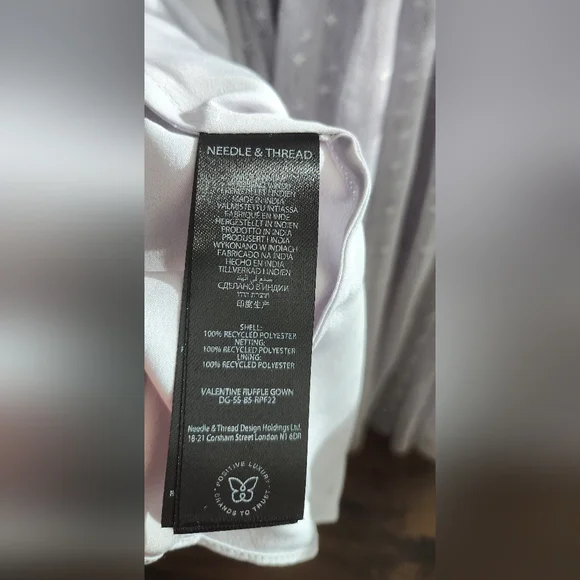 NEEDLE & THREAD
MADE IN INDIA
VALMISTETTU INTIASSA
FABRIQUÉ EN INDE
HERGESTELLT IN INDIEN
PRODOTTO IN INDIA
PRODUSERT I INDIA
WYKONANO W INDIACH
FABRICADO NA ÍNDIA
HECHO EN INDIA
TILLVERKAD I INDIEN
صنع في الهند
СДЕЛАНО В ИНДИИ
印度生产
SHELL:
100% RECYCLED POLYESTER
NETTING:
100% RECYCLED POLYESTER
LINING:
100% RECYCLED POLYESTER
VALENTINE RUFFLE GOWN
DG-SS-85-RPF22
Needle & Thread Design Holdings Ltd.
18-21 Corsham Street London N1 6DR
POSITIVE LUXURY
BRANDS TO TRUST